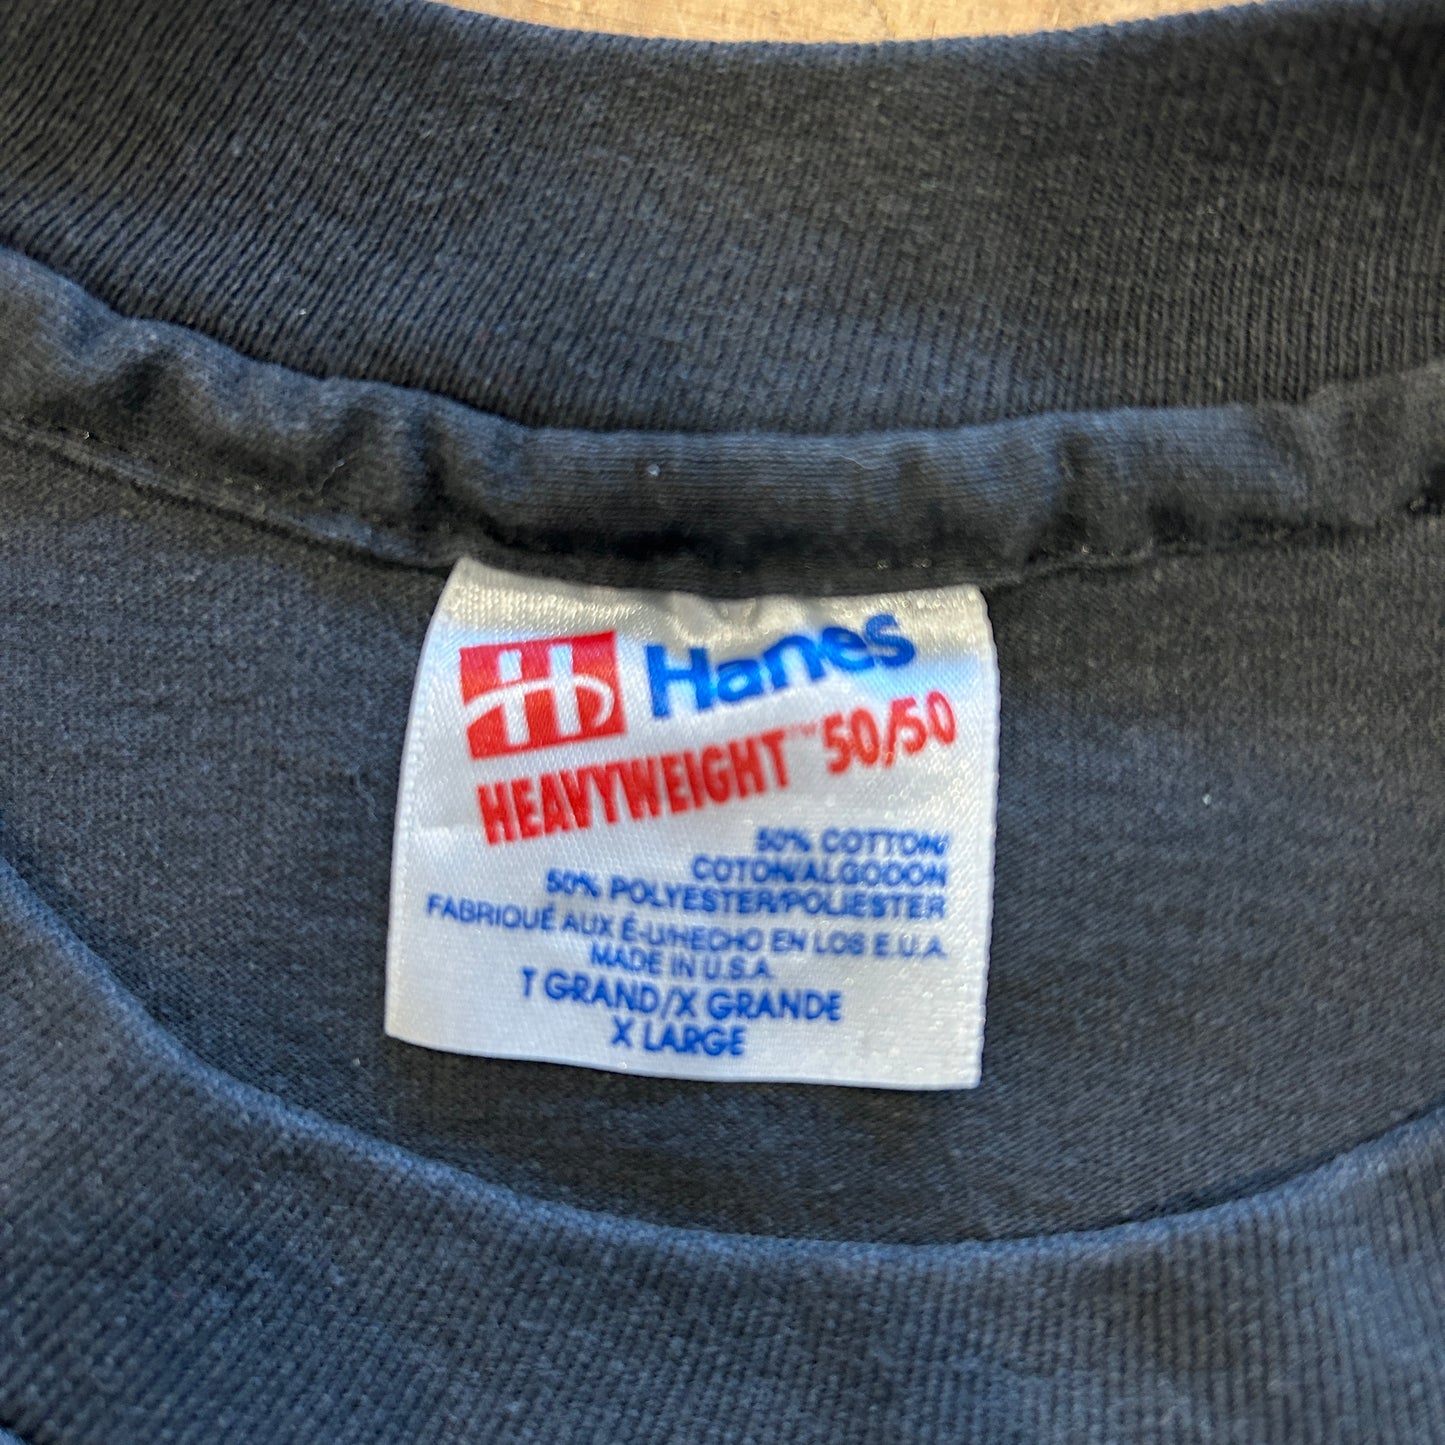 H Hanes
HEAVYWEIGHT™ 50/50
50% COTTON/
COTON/ALGODON
50% POLYESTER/POLIESTER
FABRIQUÉ AUX É-U/HECHO EN LOS E.U.A.
MADE IN U.S.A.
T GRAND/X GRANDE
X LARGE